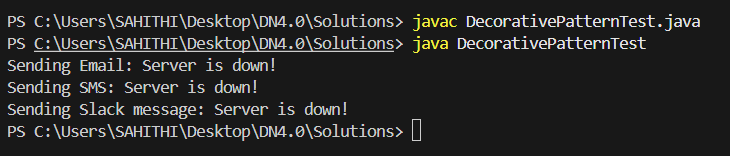 PS C:\Users\SAHITHI\Desktop\DN4.0\Solutions> javac DecorativePatternTest.java
PS C:\Users\SAHITHI\Desktop\DN4.0\Solutions> java DecorativePatternTest
Sending Email: Server is down!
Sending SMS: Server is down!
Sending Slack message: Server is down!
PS C:\Users\SAHITHI\Desktop\DN4.0\Solutions>